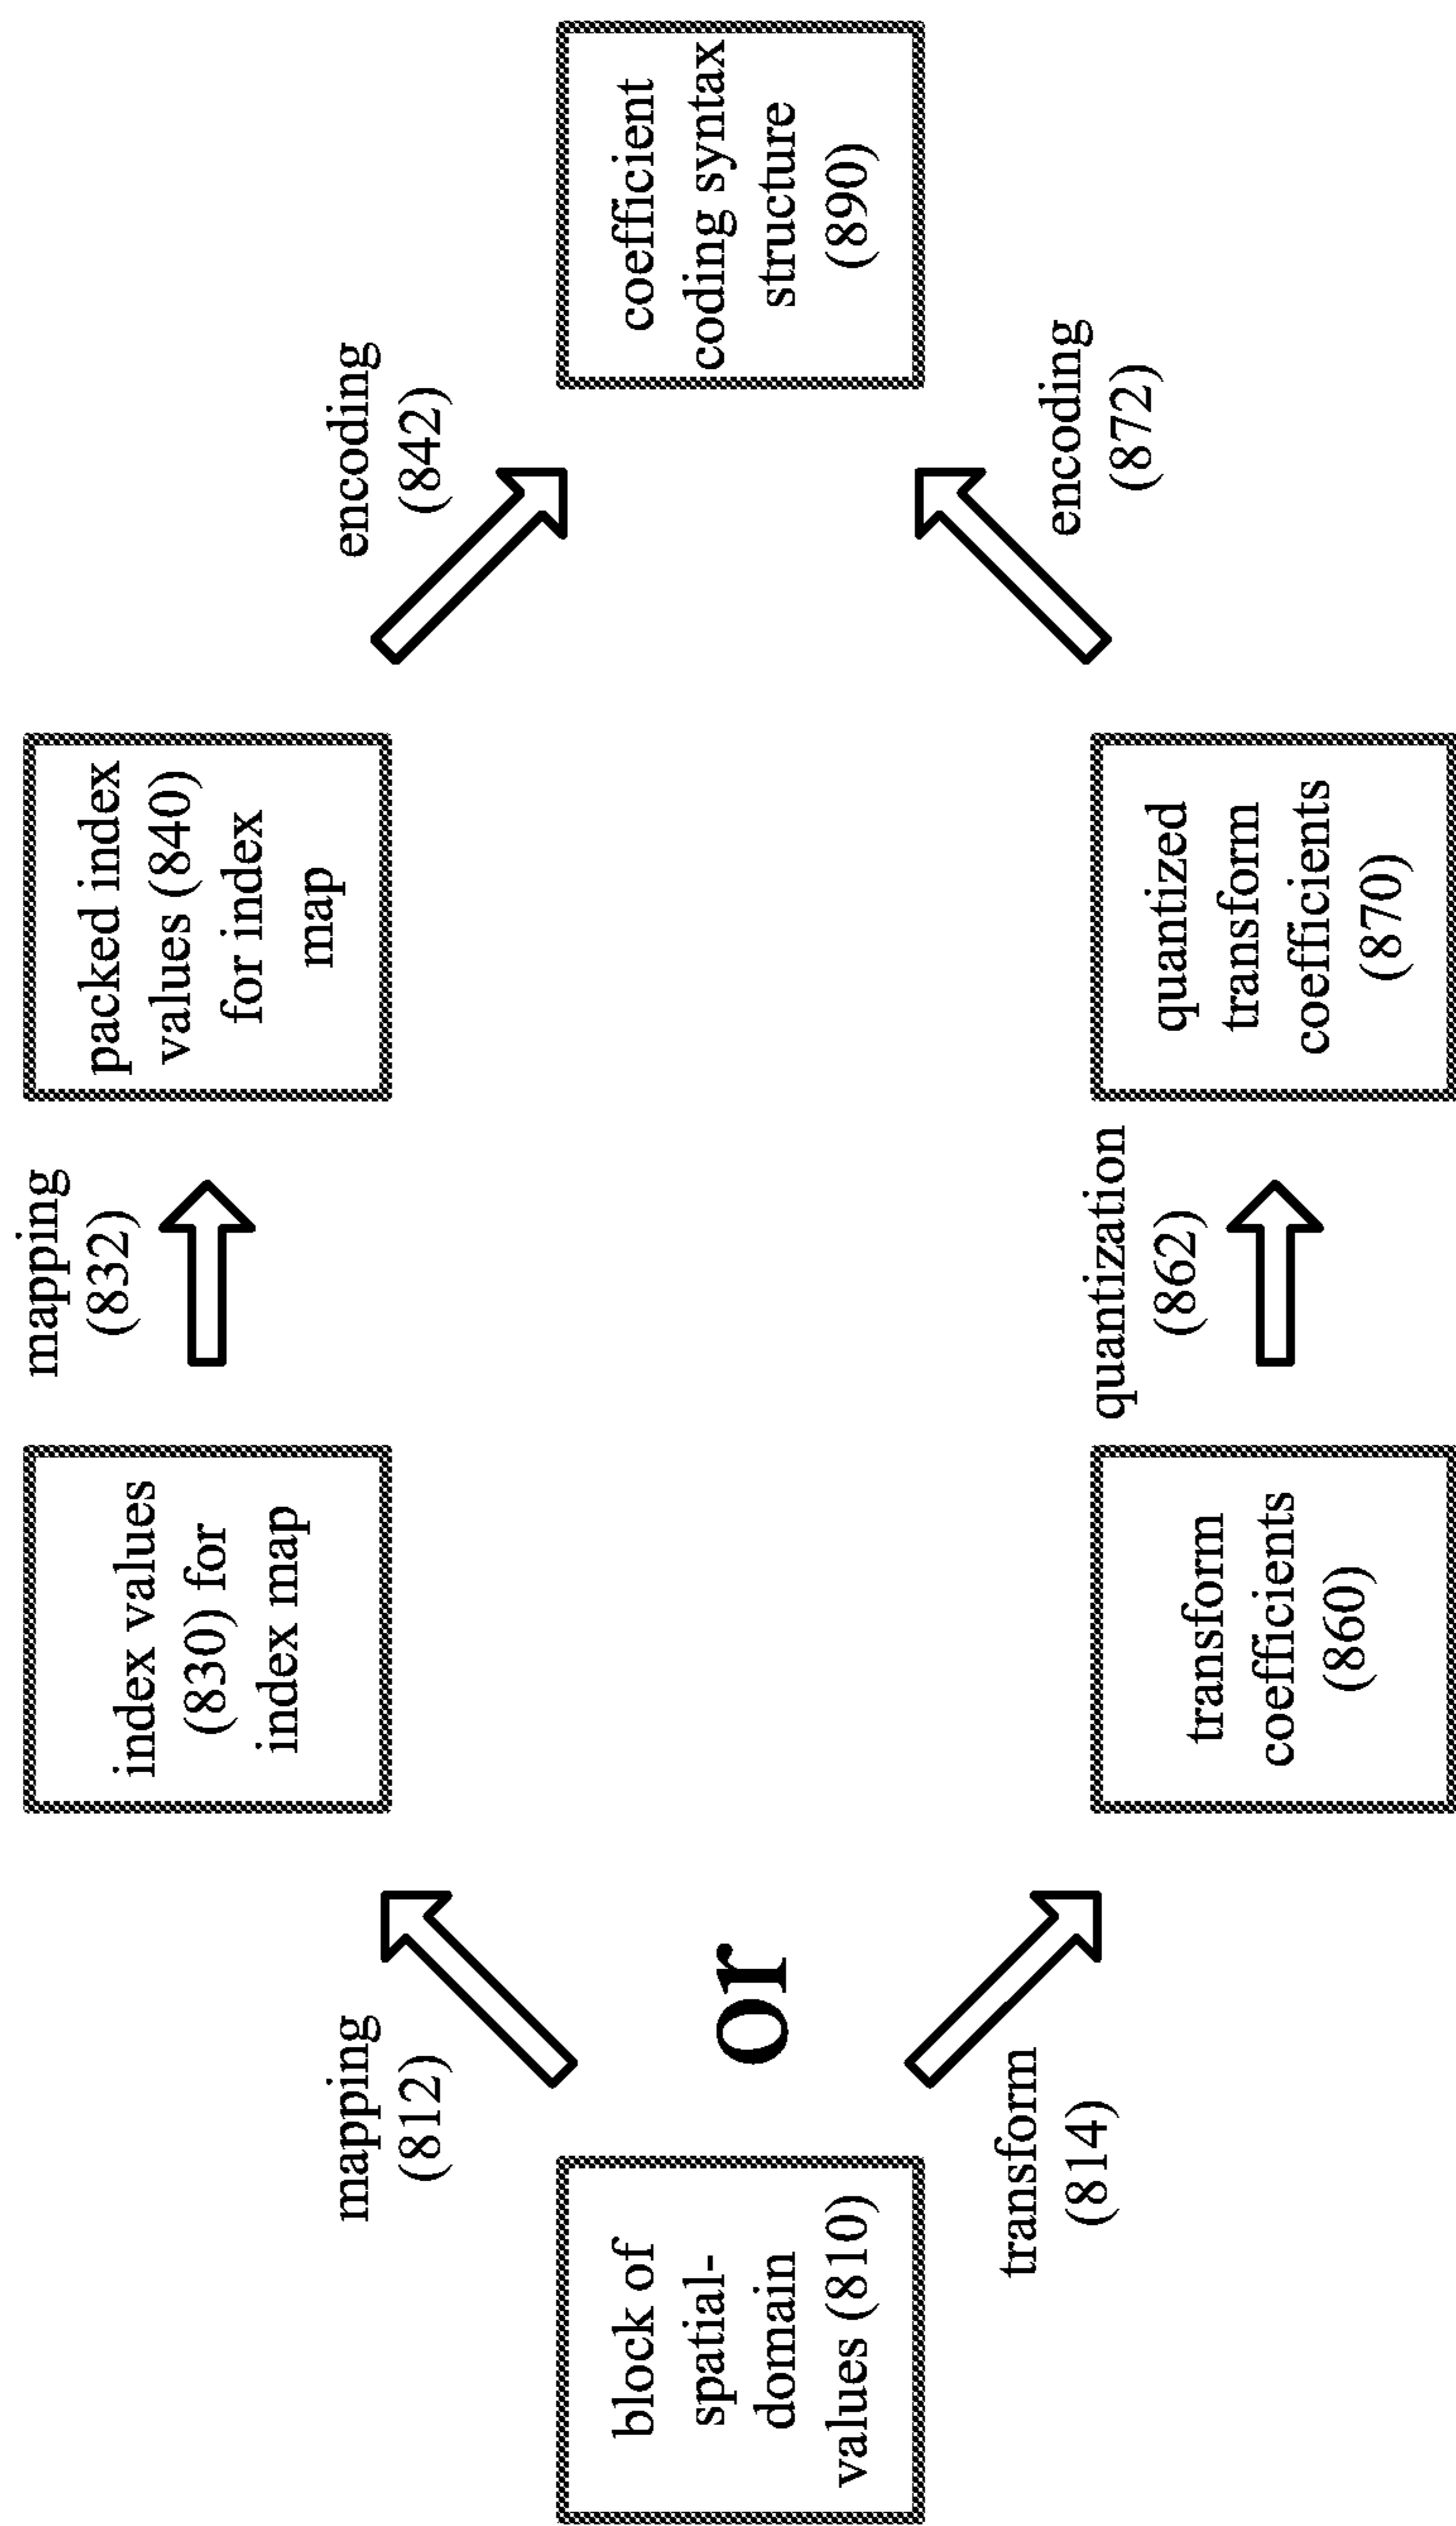 block of
spatial-
domain
values (810)
or
mapping
(812)
transform
(814)
index values
(830) for
index map
transform
coefficients
(860)
mapping
(832)
quantization
(862)
packed index
values (840)
for index
map
quantized
transform
coefficients
(870)
encoding
(842)
encoding
(872)
coefficient
coding syntax
structure
(890)